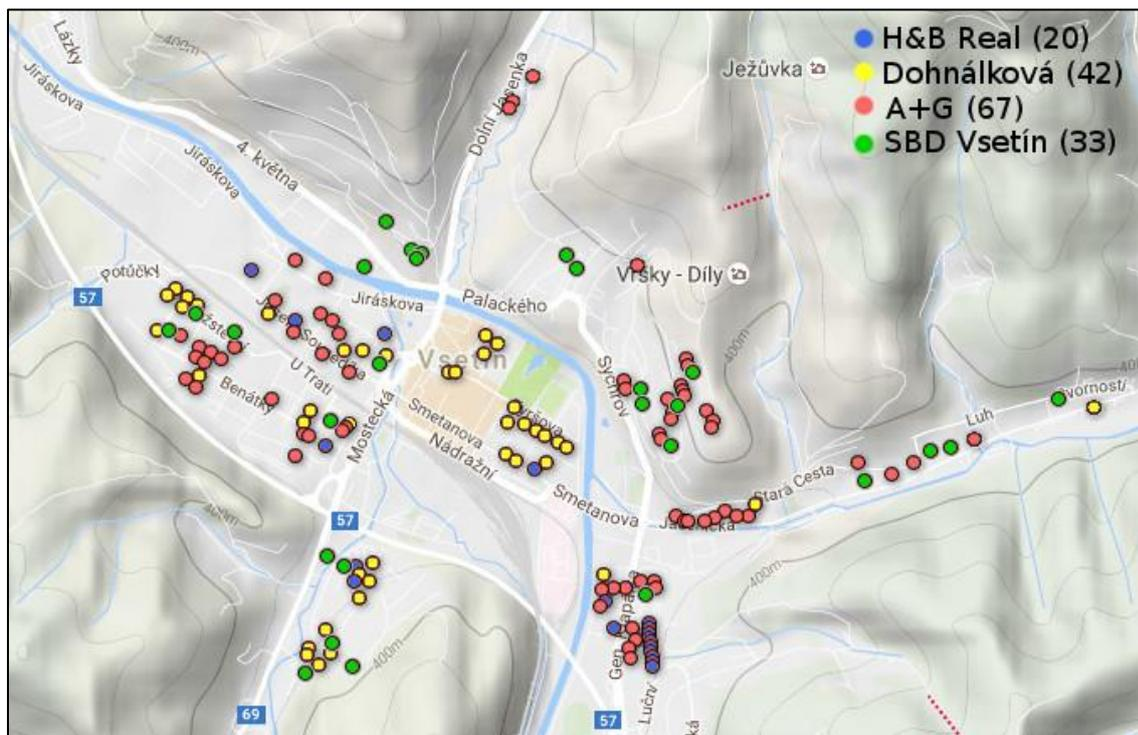 H&B Real (20)
Dohnálková (42)
A+G (67)
SBD Vsetín (33)
Lázky
400m
Ježůvka
Jiráskova
Dolní Jasenka
4. května
Jiráskova
Potůčky
Vršky - Díly
57
Jiráskova
Palackého
400m
U Trati
Vsetín
Sychrov
Benátky
Mostecká
Smetanova
Nádražní
Luh
Svornosti
Stará Cesta
400m
57
Smetanova
400m
400m
Luční
69
57
ká